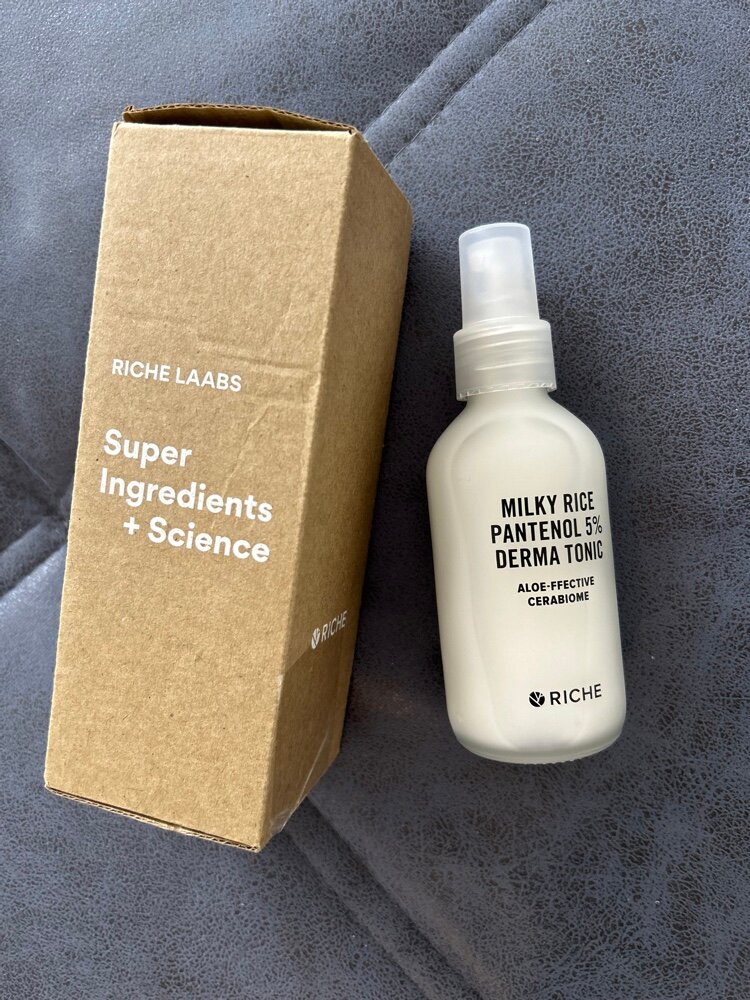 RICHE LAABS
Super
Ingredients
+ Science
RICHE
MILKY RICE
PANTENOL 5%
DERMA TONIC
ALOE-FFECTIVE
CERABIOME
RICHE